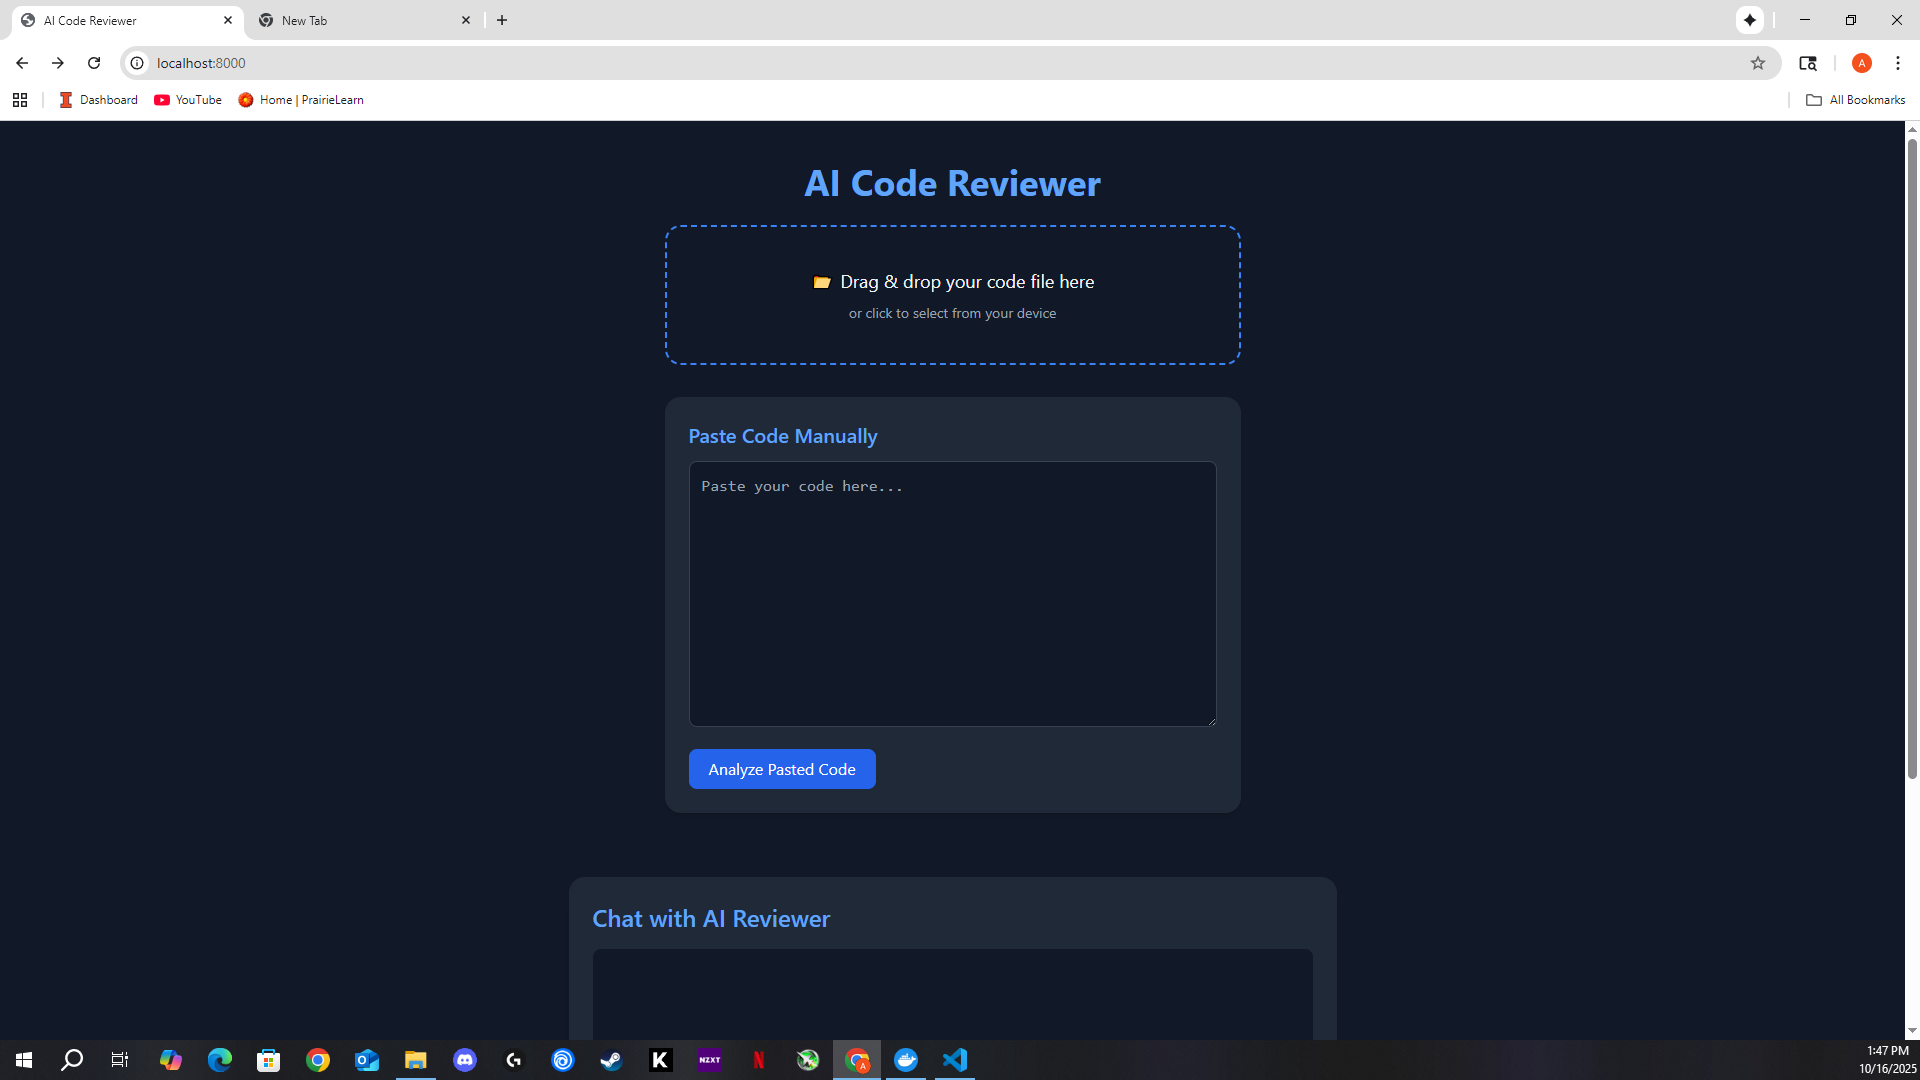 AI Code Reviewer
New Tab
localhost:8000
A
Dashboard
YouTube
Home | PrairieLearn
All Bookmarks
AI Code Reviewer
Drag & drop your code file here
or click to select from your device
Paste Code Manually
Paste your code here...
Analyze Pasted Code
Chat with AI Reviewer
NZXT
1:47 PM
10/16/2025